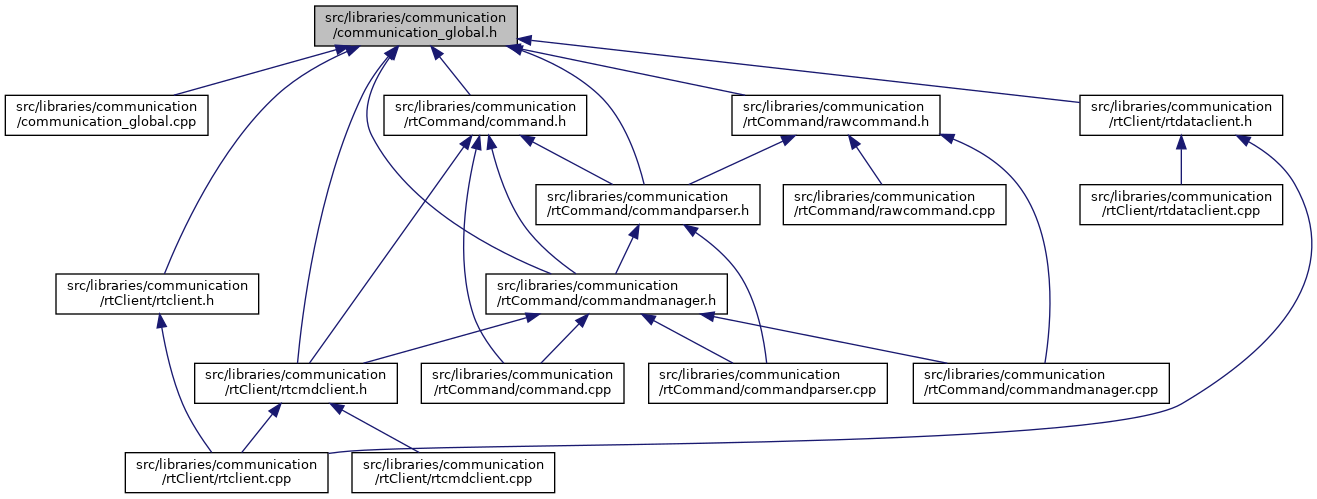 src/libraries/communication
/communication_global.h
src/libraries/communication
/communication_global.cpp
src/libraries/communication
/rtCommand/command.h
src/libraries/communication
/rtCommand/rawcommand.h
src/libraries/communication
/rtClient/rtdataclient.h
src/libraries/communication
/rtCommand/commandparser.h
src/libraries/communication
/rtCommand/rawcommand.cpp
src/libraries/communication
/rtClient/rtdataclient.cpp
src/libraries/communication
/rtClient/rtclient.h
src/libraries/communication
/rtCommand/commandmanager.h
src/libraries/communication
/rtClient/rtcmdclient.h
src/libraries/communication
/rtCommand/command.cpp
src/libraries/communication
/rtCommand/commandparser.cpp
src/libraries/communication
/rtCommand/commandmanager.cpp
src/libraries/communication
/rtClient/rtclient.cpp
src/libraries/communication
/rtClient/rtcmdclient.cpp